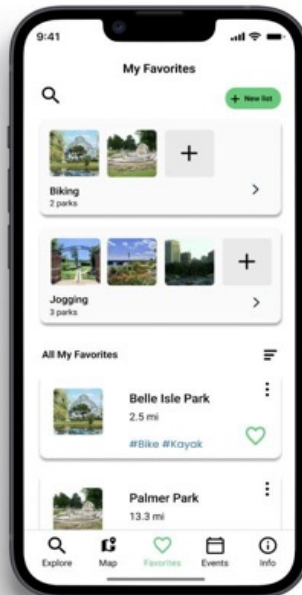 9:41
My Favorites
+ New list
Biking
2 parks
Jogging
3 parks
All My Favorites
Belle Isle Park
2.5 mi
#Bike #Kayak
Palmer Park
13.3 mi
Explore Map Favorites Events Info